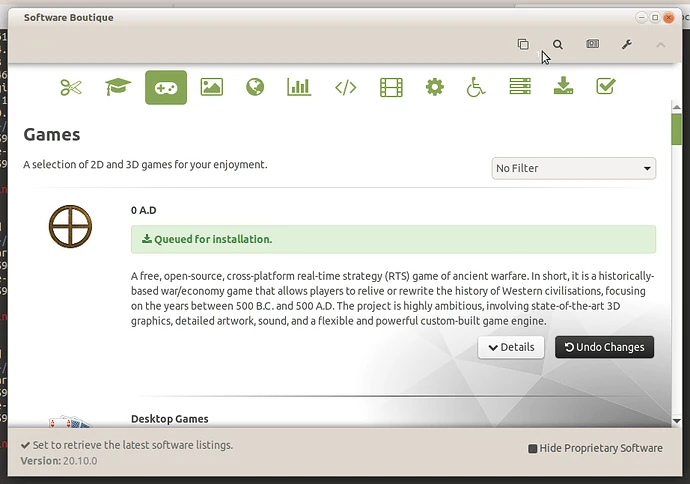 Software Boutique
Games
A selection of 2D and 3D games for your enjoyment.
No Filter
0 A.D
Queued for installation.
A free, open-source, cross-platform real-time strategy (RTS) game of ancient warfare. In short, it is a historically-
based war/economy game that allows players to relive or rewrite the history of Western civilisations, focusing
on the years between 500 B.C. and 500 A.D. The project is highly ambitious, involving state-of-the-art 3D
graphics, detailed artwork, sound, and a flexible and powerful custom-built game engine.
Details
Undo Changes
Desktop Games
Set to retrieve the latest software listings.
Hide Proprietary Software
Version: 20.10.0